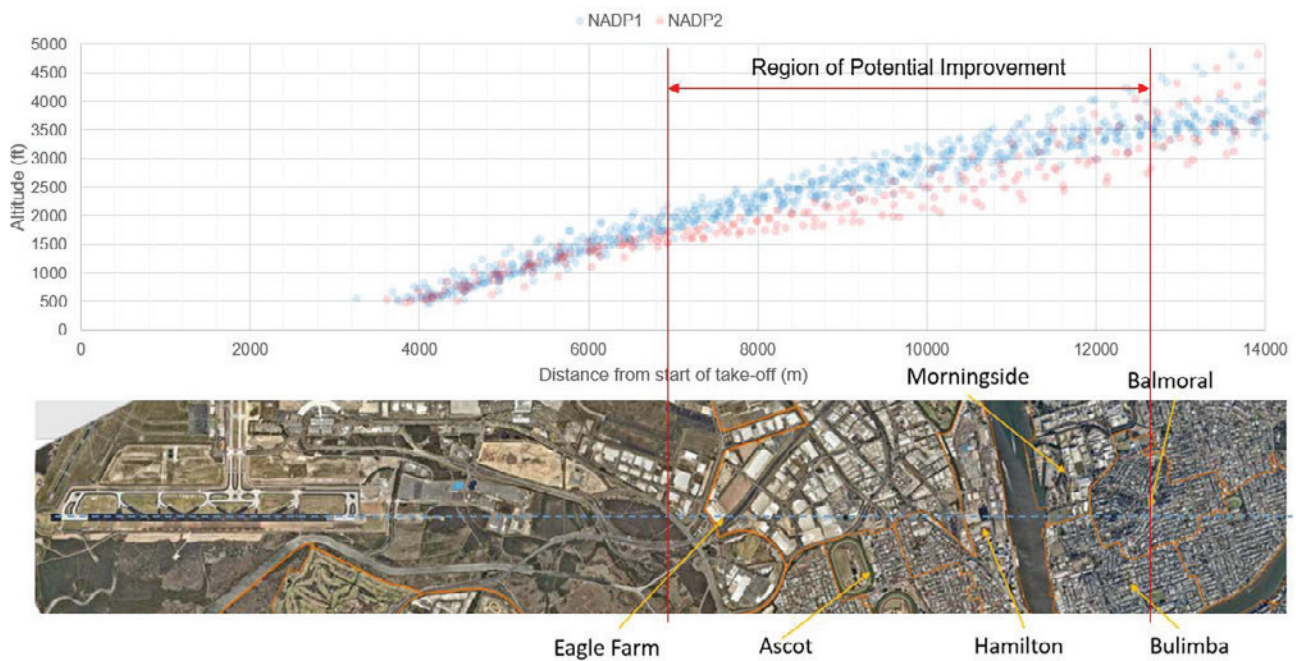 NADP1 NADP2
5000
4500
4000
3500
3000
2500
2000
1500
1000
500
0
Altitude (ft)
Region of Potential Improvement
0 2000 4000 6000 8000 10000 12000 14000
Distance from start of take-off (m)
Morningside
Balmoral
Eagle Farm
Ascot
Hamilton
Bulimba